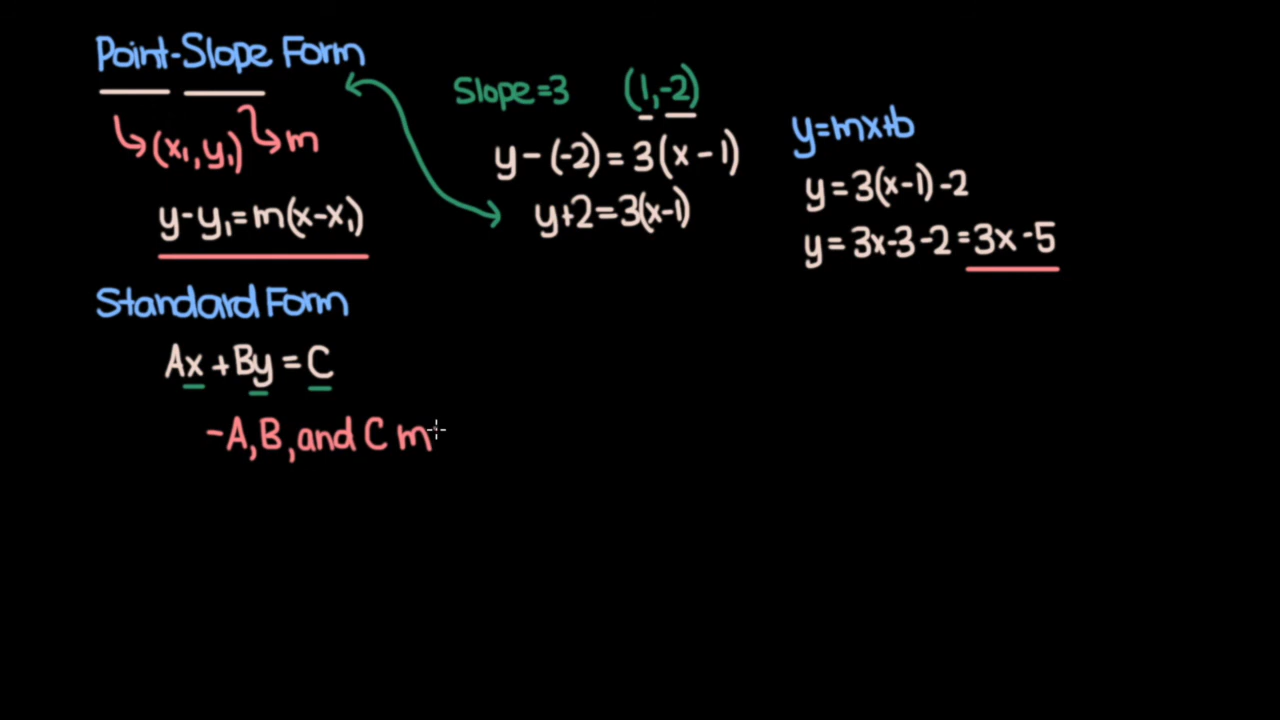 Point-Slope Form
(x₁, y₁) m
y-y₁=m(x-x₁)
Slope=3 (1,-2)
y-(-2)=3(x-1)
y+2=3(x-1)
y=mx+b
y=3(x-1)-2
y=3x-3-2=3x-5
Standard Form
Ax+By=C
-A, B, and C m